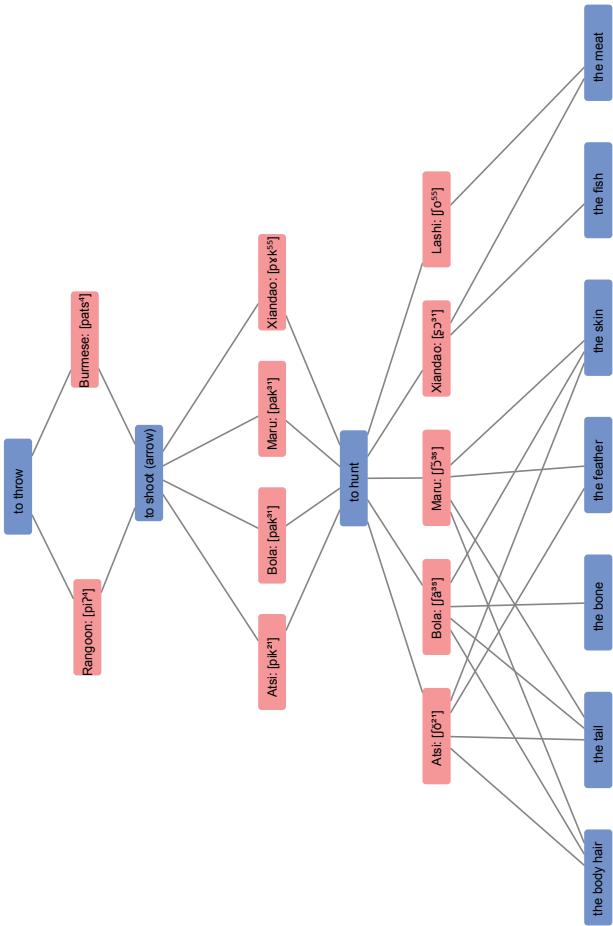 to throw
Rangoon: [piʔ⁴]
Burmese: [pats⁴]
to shoot (arrow)
Atsi: [pik²¹]
Bola: [pak³¹]
Maru: [pak³¹]
Xiandao: [pɤk⁵⁵]
to hunt
Atsi: [ʃõ²¹]
Bola: [ʃã³⁵]
Maru: [ʃɔ̃³⁵]
Xiandao: [ʂɔ³¹]
Lashi: [ʃo⁵⁵]
the body hair
the tail
the bone
the feather
the skin
the fish
the meat